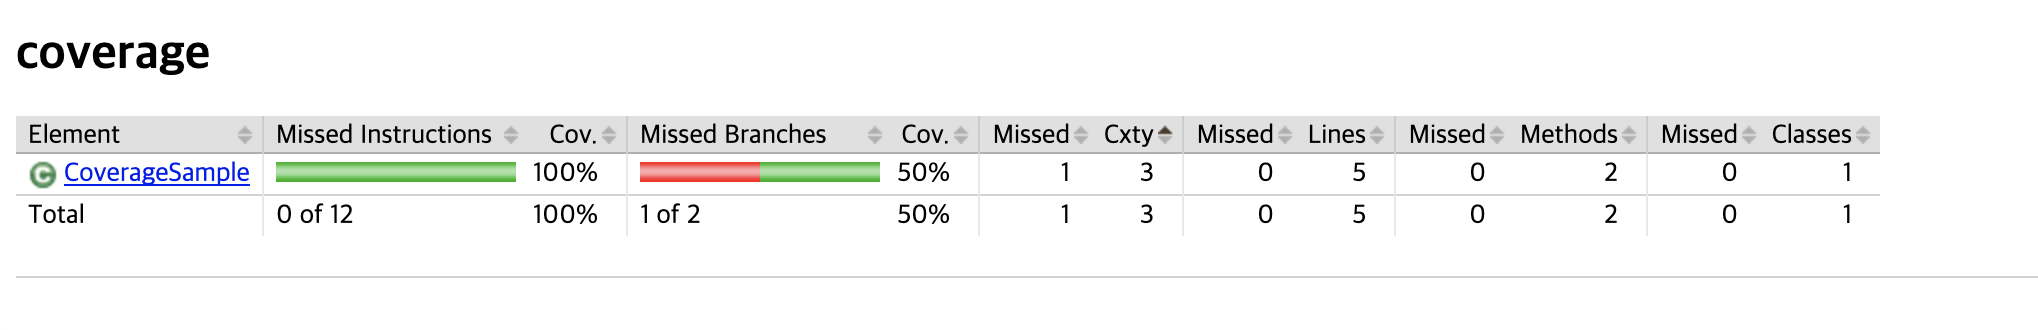 coverage
Element Missed Instructions Cov. Missed Branches Cov. Missed Cxty Missed Lines Missed Methods Missed Classes
C CoverageSample 100% 50% 1 3 0 5 0 2 0 1
Total 0 of 12 100% 1 of 2 50% 1 3 0 5 0 2 0 1